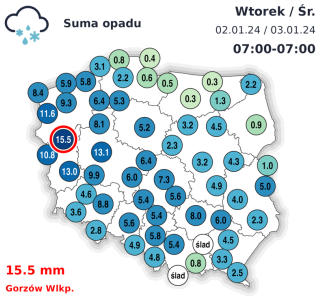 Suma opadu
Wtorek / Śr.
02.01.24 / 03.01.24
07:00-07:00
0.8 0.4
3.1
5.9 5.8 2.2 0.6 0.5 0.3 2.2
8.4
9.3 6.4 5.3 0.3 1.3
11.6
8.1 5.2 3.2 4.5 0.9
15.5
2.3
10.8 13.1
6.4 3.2 4.3 1.0
13.0 9.9 6.0 7.3
4.9 5.0
4.6 5.6
8.8 5.4 4.0
3.6 5.4 8.0 6.0 2.3
5.6
2.8 5.8 5.4 ślad 4.5
4.9
4.8 0.8 3.3
ślad 2.5
15.5 mm
Gorzów Wlkp.